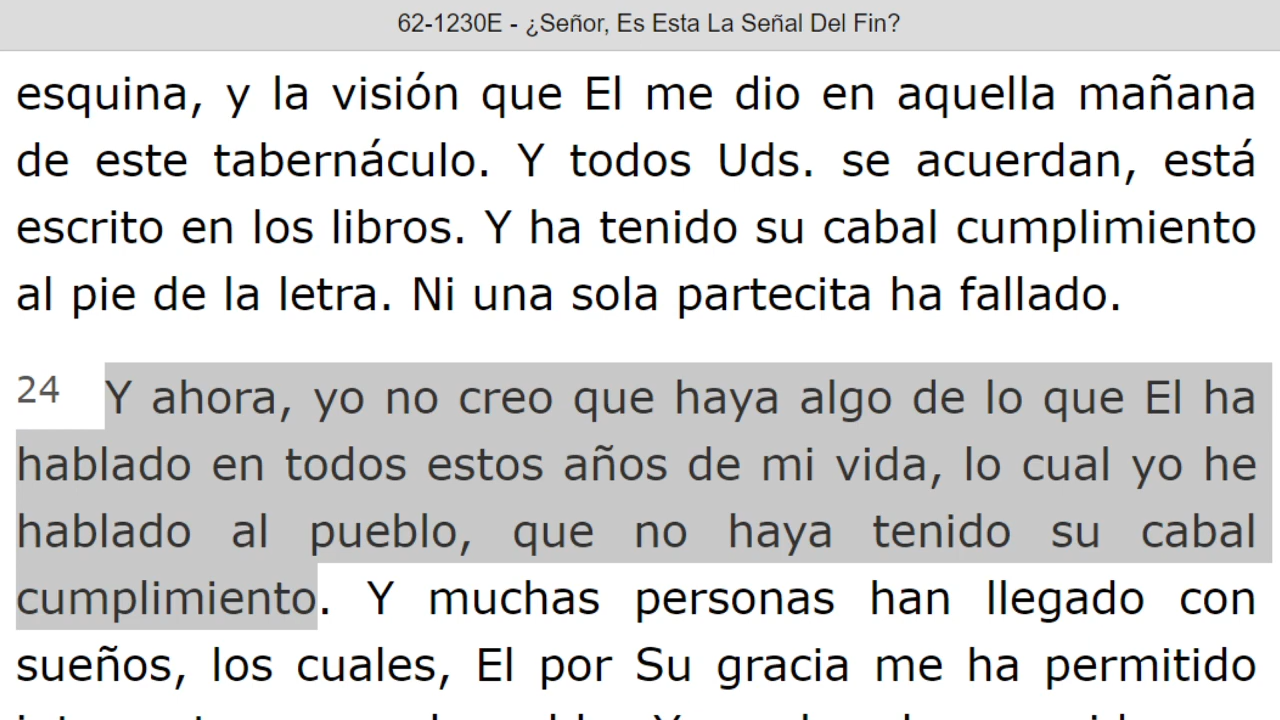 62-1230E - ¿Señor, Es Esta La Señal Del Fin?
esquina, y la visión que El me dio en aquella mañana
de este tabernáculo. Y todos Uds. se acuerdan, está
escrito en los libros. Y ha tenido su cabal cumplimiento
al pie de la letra. Ni una sola partecita ha fallado.
24 Y ahora, yo no creo que haya algo de lo que El ha
hablado en todos estos años de mi vida, lo cual yo he
hablado al pueblo, que no haya tenido su cabal
cumplimiento. Y muchas personas han llegado con
sueños, los cuales, El por Su gracia me ha permitido